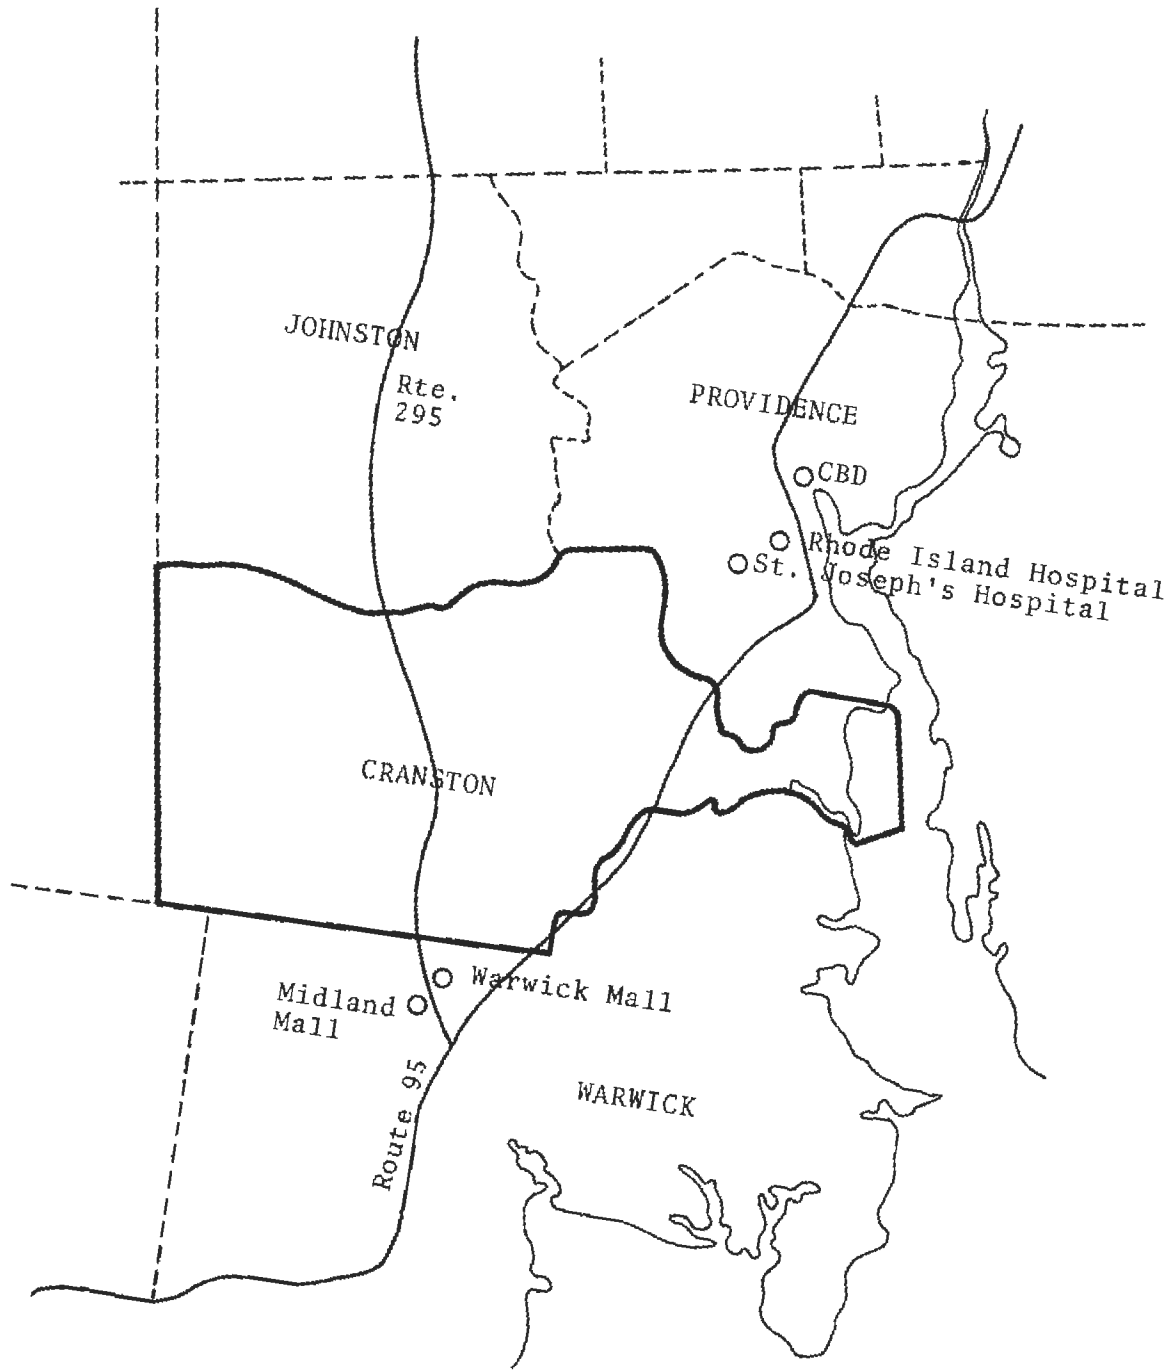 JOHNSTON
Rte.
295
PROVIDENCE
CBD
Rhode Island Hospital
St. Joseph's Hospital
CRANSTON
Warwick Mall
Midland
Mall
Route 95
WARWICK